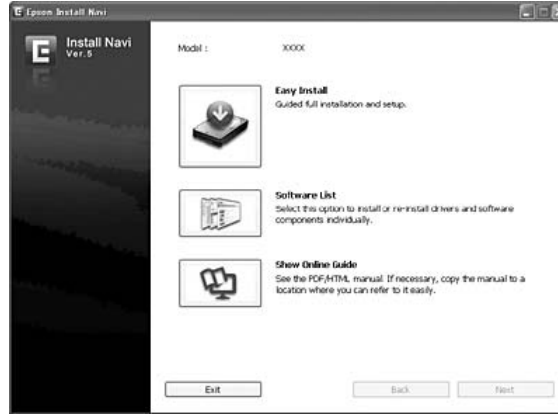 Epson Install Navi
Install Navi
Ver.5
Model : XXXX
Easy Install
Guided full installation and setup.
Software List
Select this option to install or re-install drivers and software
components individually.
Show Online Guide
See the PDF/HTML manual. If necessary, copy the manual to a
location where you can refer to it easily.
Exit
Back
Next